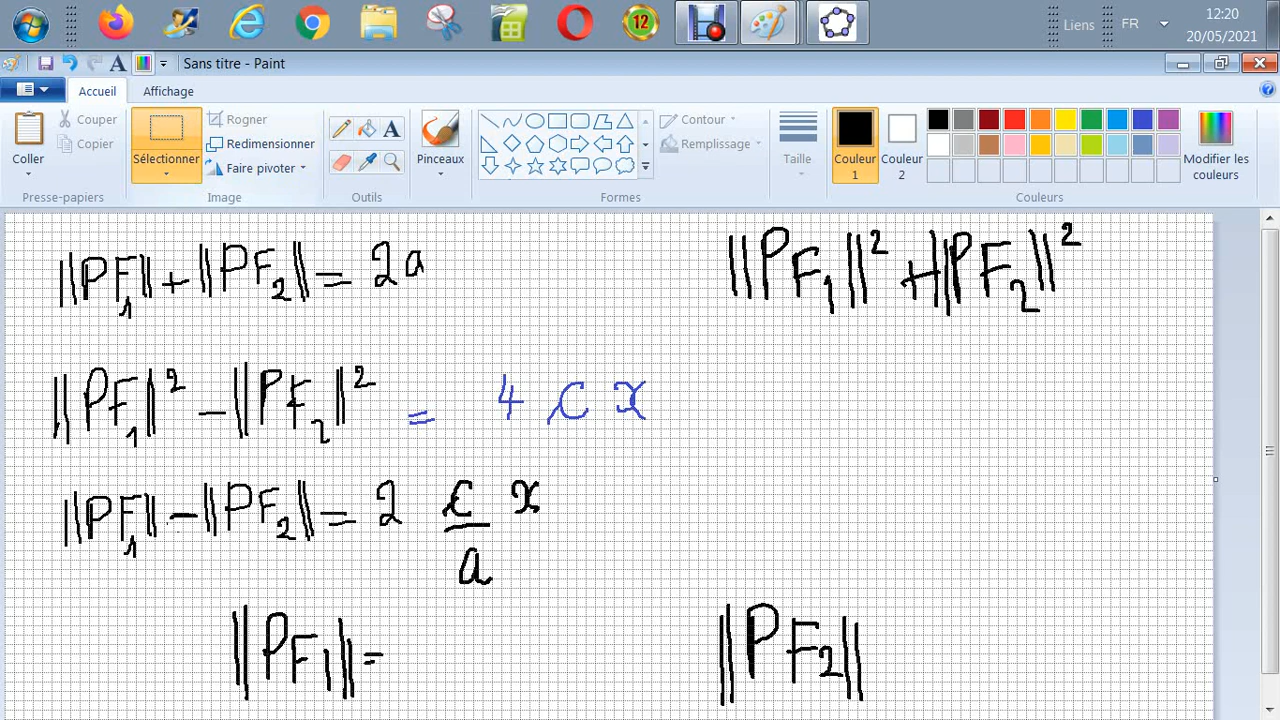 12
Liens
FR
12:20
20/05/2021
Sans titre - Paint
Accueil
Affichage
Coller
Couper
Copier
Presse-papiers
Sélectionner
Rogner
Redimensionner
Faire pivoter
Image
A
Outils
Pinceaux
Contour
Remplissage
Formes
Taille
Couleur 1
Couleur 2
Modifier les couleurs
Couleurs
||PF₁|| + ||PF₂|| = 2a
||PF₁||² + ||PF₂||²
||PF₁||² - ||PF₂||² = 4 c x
||PF₁|| - ||PF₂|| = 2 c/a x
||PF₁|| =
||PF₂||